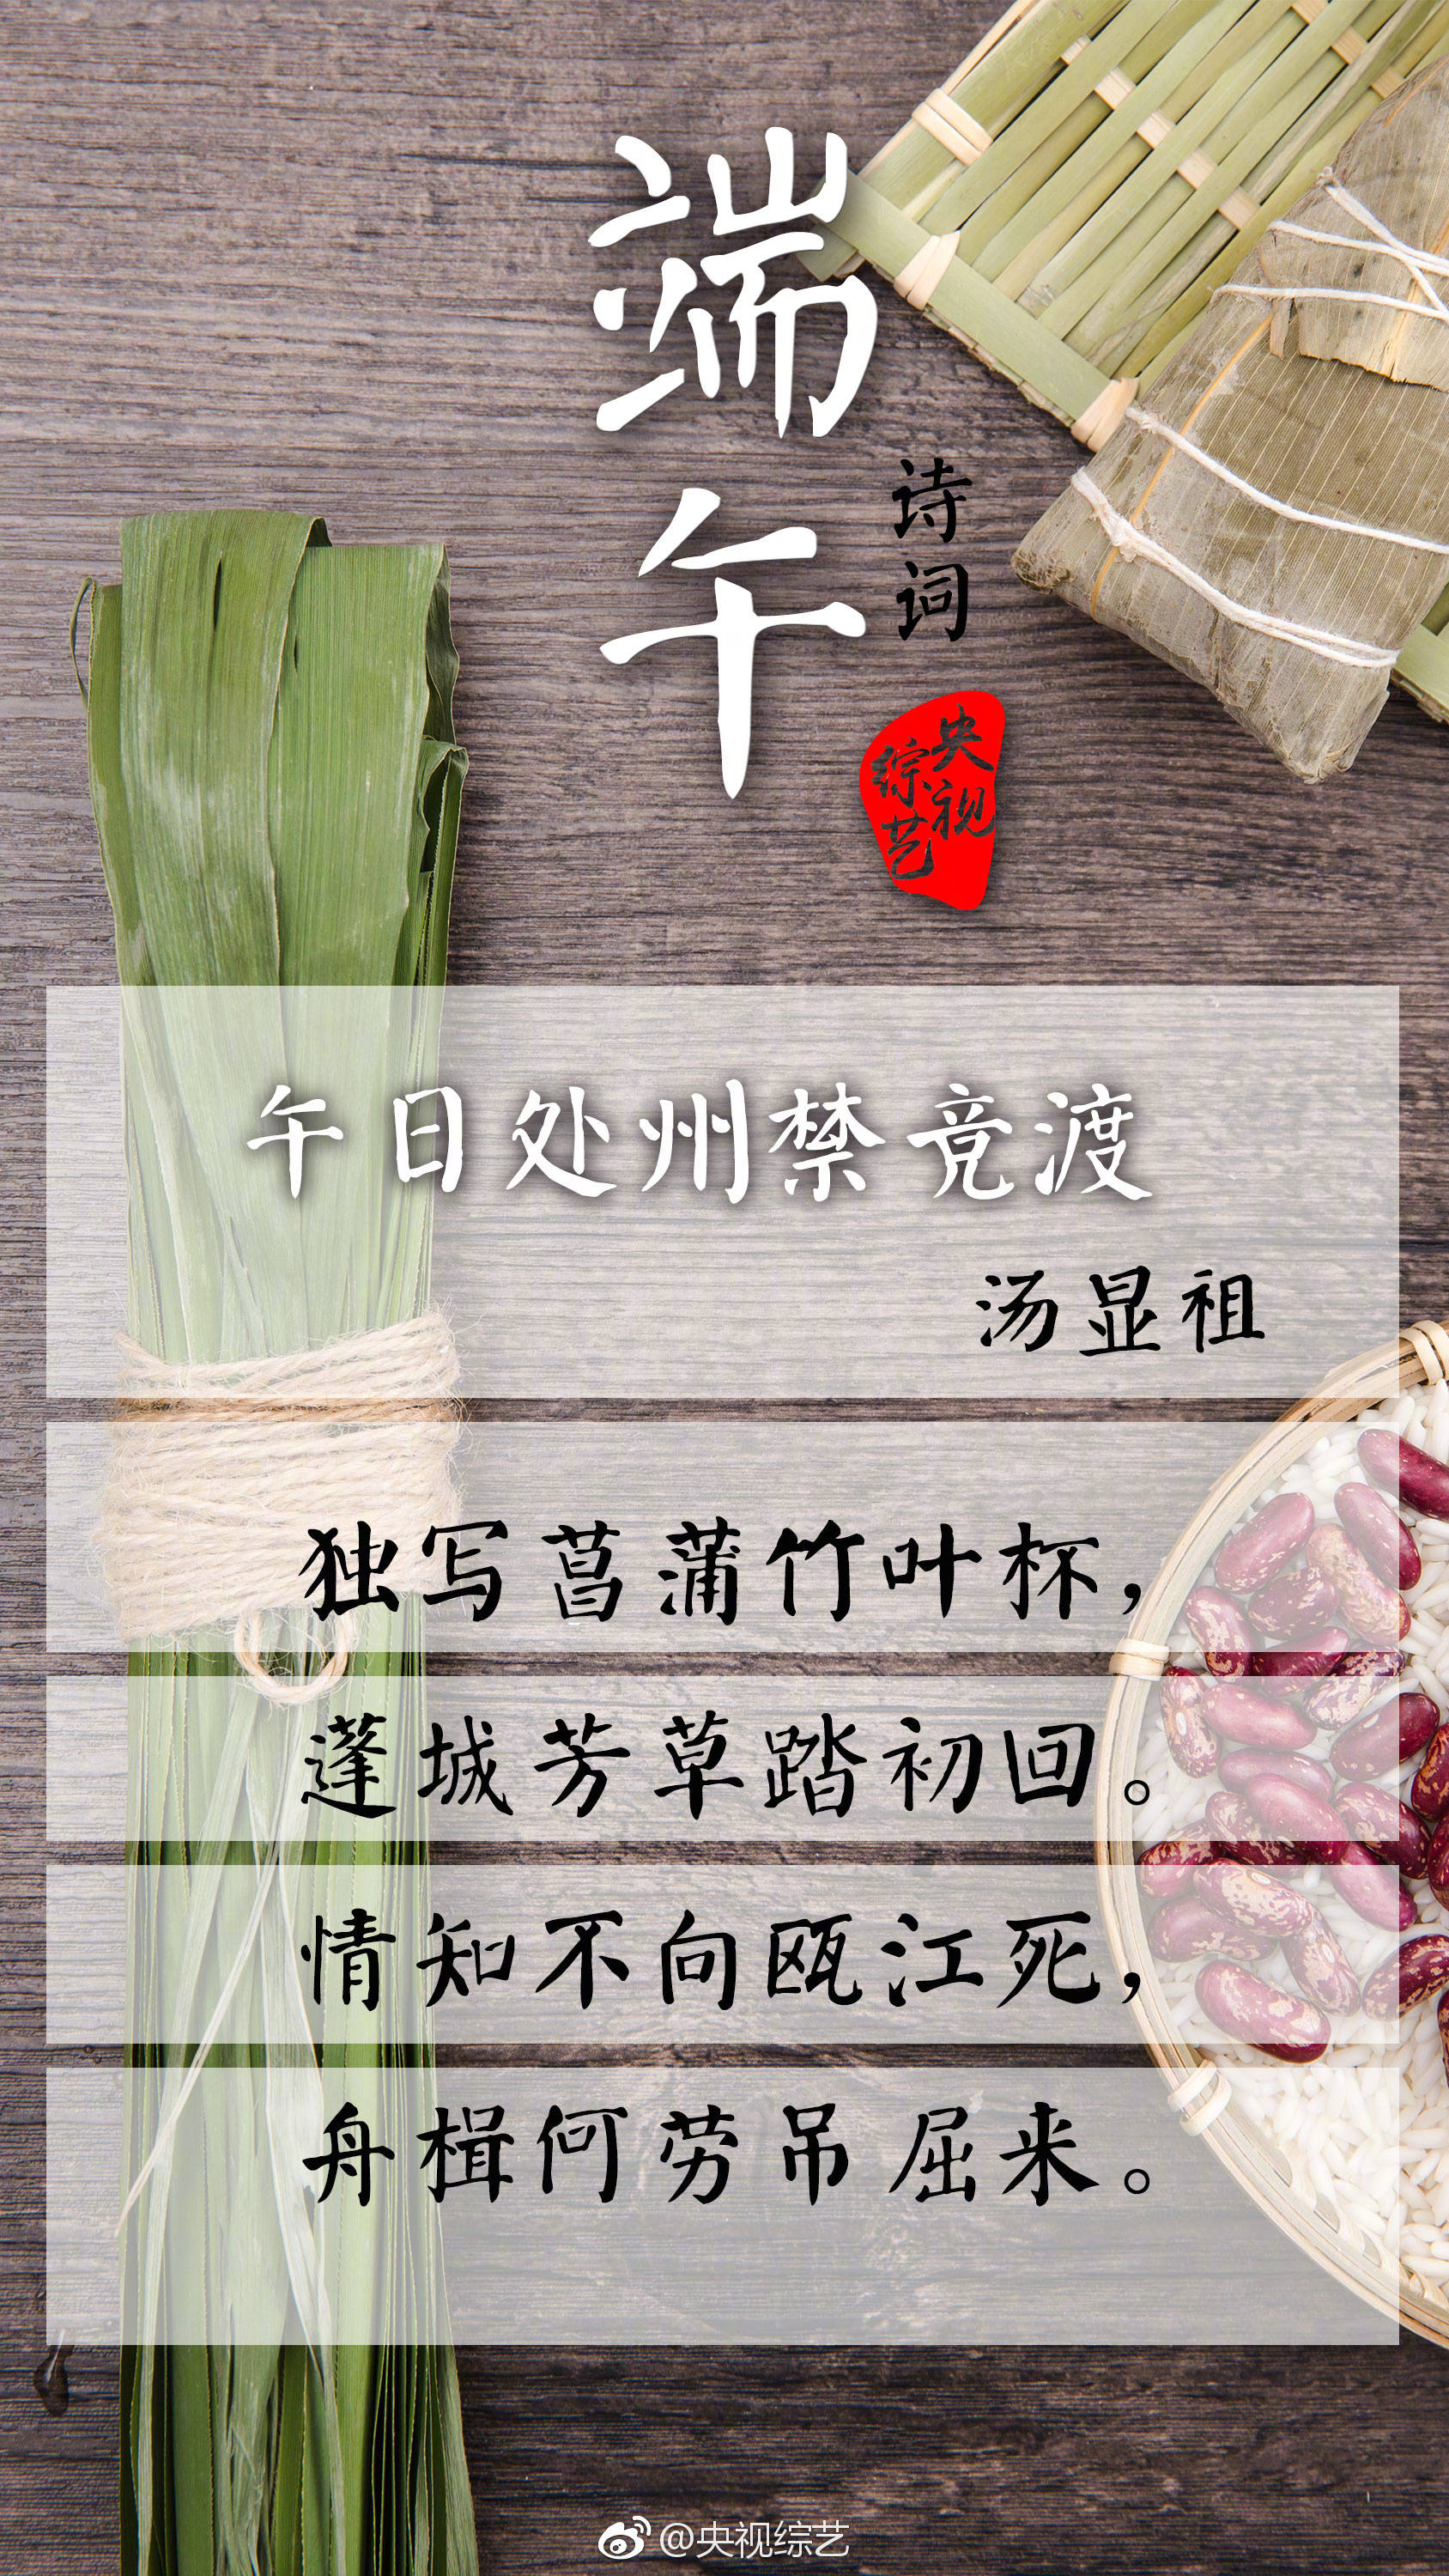 端午
诗词
央视
综艺
午日处州禁竞渡
汤显祖
独写菖蒲竹叶杯，
蓬城芳草踏初回。
情知不向瓯江死，
舟楫何劳吊屈来。
@央视综艺